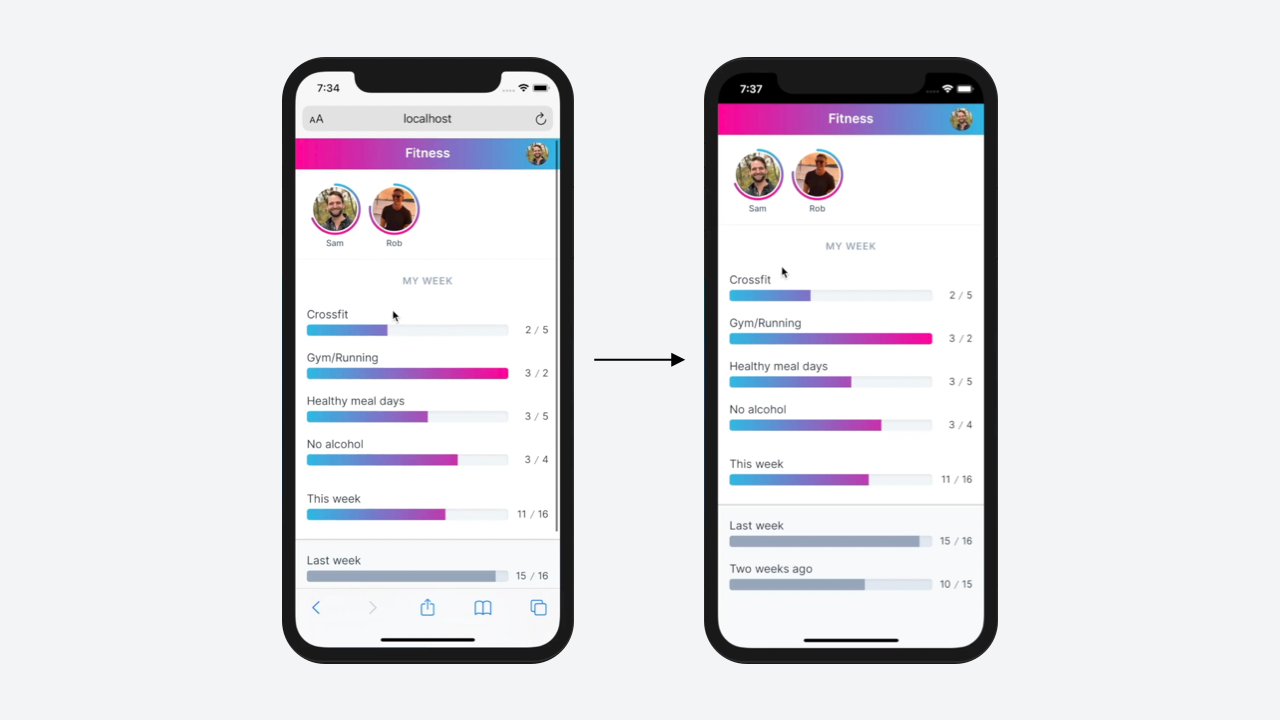 7:34
AA
localhost
Fitness
Sam Rob
MY WEEK
Crossfit
2 / 5
Gym/Running
3 / 2
Healthy meal days
3 / 5
No alcohol
3 / 4
This week
11 / 16
Last week
15 / 16
7:37
Fitness
Sam Rob
MY WEEK
Crossfit
2 / 5
Gym/Running
3 / 2
Healthy meal days
3 / 5
No alcohol
3 / 4
This week
11 / 16
Last week
15 / 16
Two weeks ago
10 / 15